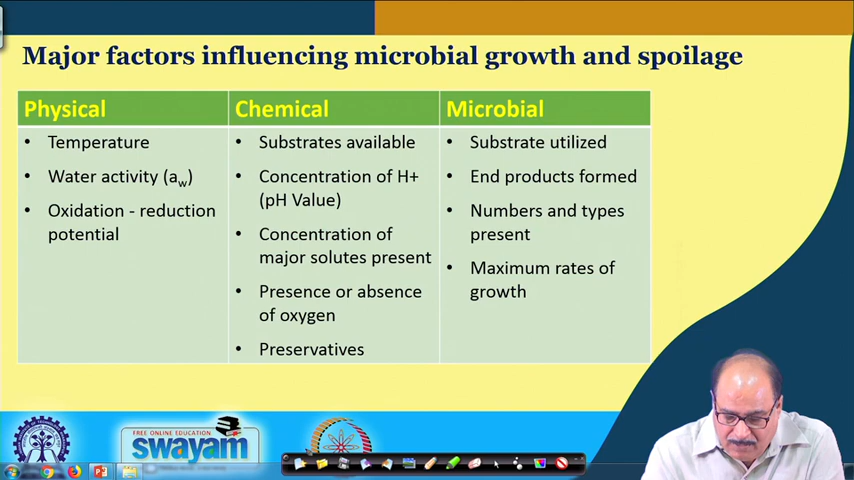 Major factors influencing microbial growth and spoilage
Physical
• Temperature
• Water activity (aw)
• Oxidation - reduction
potential
Chemical
• Substrates available
• Concentration of H+
(pH Value)
• Concentration of
major solutes present
• Presence or absence
of oxygen
• Preservatives
Microbial
• Substrate utilized
• End products formed
• Numbers and types
present
• Maximum rates of
growth
FREE ONLINE EDUCATION
swayam